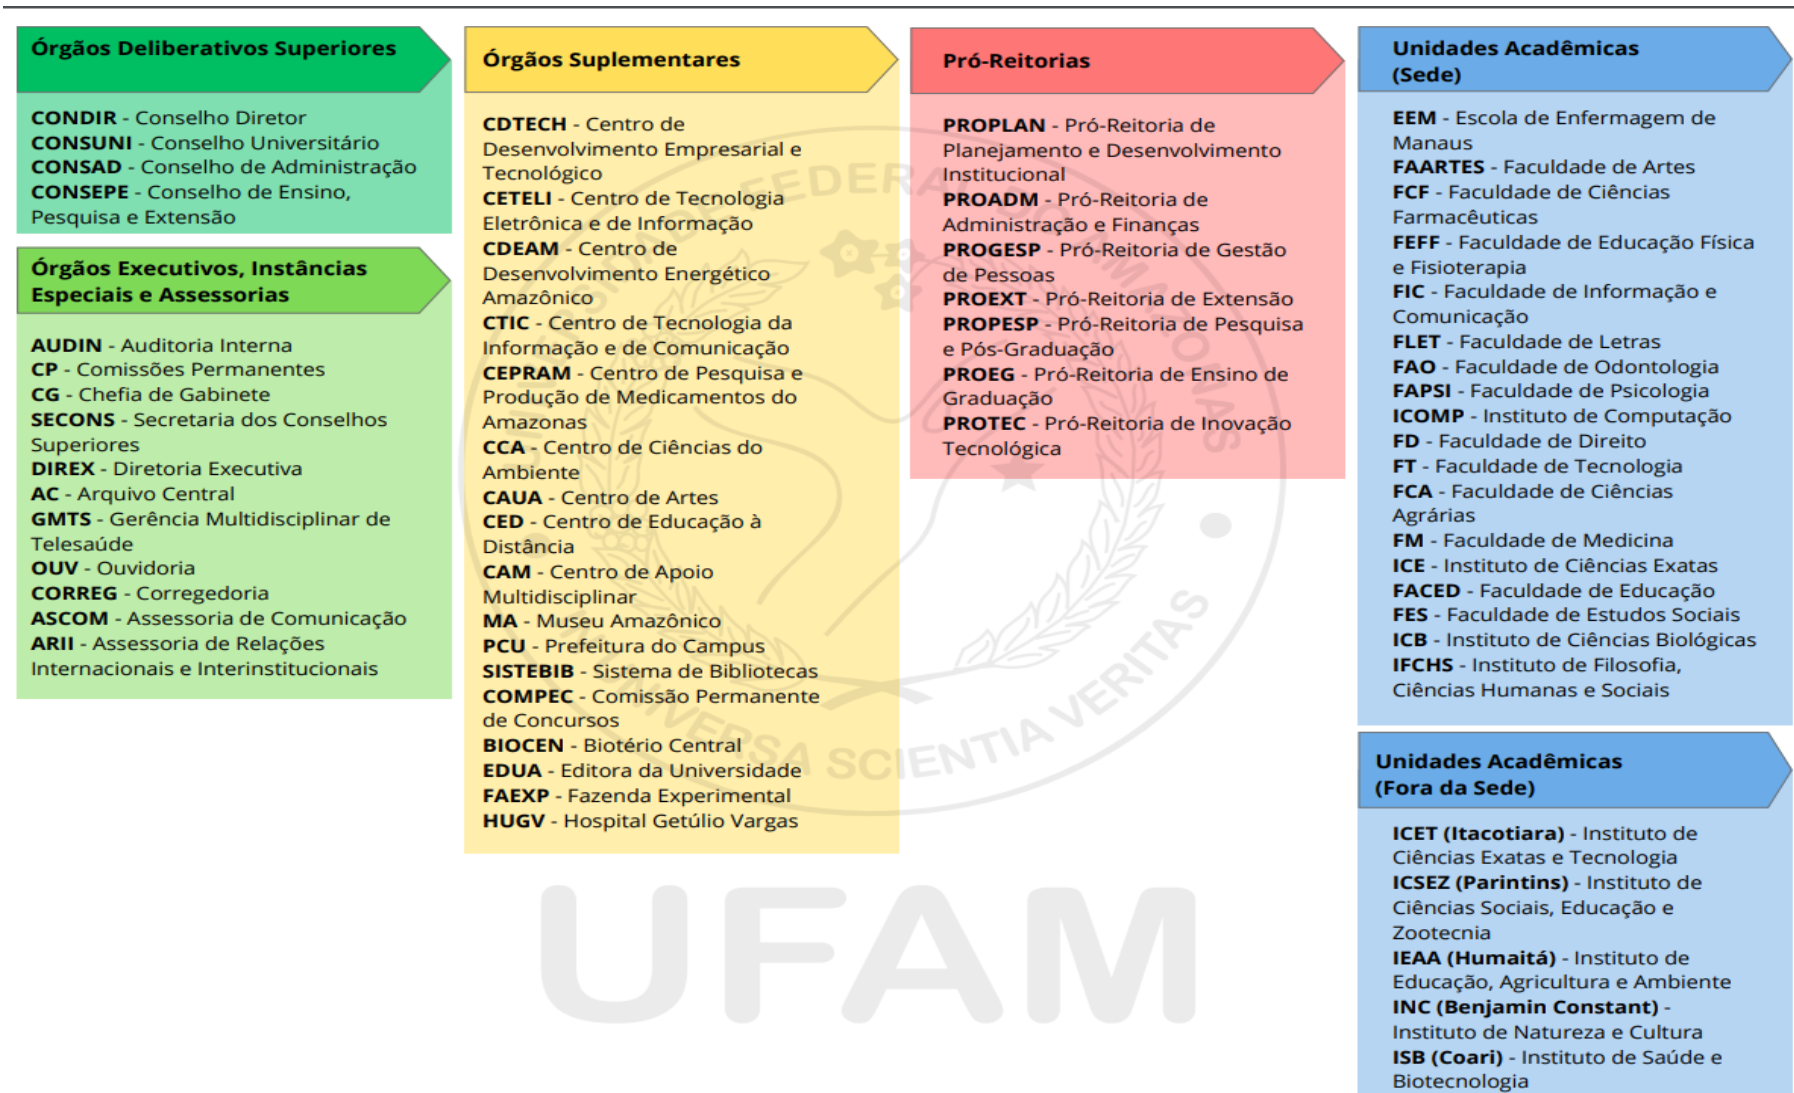 Órgãos Deliberativos Superiores
CONDIR - Conselho Diretor
CONSUNI - Conselho Universitário
CONSAD - Conselho de Administração
CONSEPE - Conselho de Ensino,
Pesquisa e Extensão
Órgãos Executivos, Instâncias
Especiais e Assessorias
AUDIN - Auditoria Interna
CP - Comissões Permanentes
CG - Chefia de Gabinete
SECONS - Secretaria dos Conselhos
Superiores
DIREX - Diretoria Executiva
AC - Arquivo Central
GMTS - Gerência Multidisciplinar de
Telesaúde
OUV - Ouvidoria
CORREG - Corregedoria
ASCOM - Assessoria de Comunicação
ARII - Assessoria de Relações
Internacionais e Interinstitucionais
Órgãos Suplementares
CDTECH - Centro de
Desenvolvimento Empresarial e
Tecnológico
CETELI - Centro de Tecnologia
Eletrônica e de Informação
CDEAM - Centro de
Desenvolvimento Energético
Amazônico
CTIC - Centro de Tecnologia da
Informação e de Comunicação
CEPRAM - Centro de Pesquisa e
Produção de Medicamentos do
Amazonas
CCA - Centro de Ciências do
Ambiente
CAUA - Centro de Artes
CED - Centro de Educação à
Distância
CAM - Centro de Apoio
Multidisciplinar
MA - Museu Amazônico
PCU - Prefeitura do Campus
SISTEBIB - Sistema de Bibliotecas
COMPEC - Comissão Permanente
de Concursos
BIOCEN - Biotério Central
EDUA - Editora da Universidade
FAEXP - Fazenda Experimental
HUGV - Hospital Getúlio Vargas
Pró-Reitorias
PROPLAN - Pró-Reitoria de
Planejamento e Desenvolvimento
Institucional
PROADM - Pró-Reitoria de
Administração e Finanças
PROGESP - Pró-Reitoria de Gestão
de Pessoas
PROEXT - Pró-Reitoria de Extensão
PROPESP - Pró-Reitoria de Pesquisa
e Pós-Graduação
PROEG - Pró-Reitoria de Ensino de
Graduação
PROTEC - Pró-Reitoria de Inovação
Tecnológica
Unidades Acadêmicas
(Sede)
EEM - Escola de Enfermagem de
Manaus
FAARTES - Faculdade de Artes
FCF - Faculdade de Ciências
Farmacêuticas
FEFF - Faculdade de Educação Física
e Fisioterapia
FIC - Faculdade de Informação e
Comunicação
FLET - Faculdade de Letras
FAO - Faculdade de Odontologia
FAPSI - Faculdade de Psicologia
ICOMP - Instituto de Computação
FD - Faculdade de Direito
FT - Faculdade de Tecnologia
FCA - Faculdade de Ciências
Agrárias
FM - Faculdade de Medicina
ICE - Instituto de Ciências Exatas
FACED - Faculdade de Educação
FES - Faculdade de Estudos Sociais
ICB - Instituto de Ciências Biológicas
IFCHS - Instituto de Filosofia,
Ciências Humanas e Sociais
Unidades Acadêmicas
(Fora da Sede)
ICET (Itacotiara) - Instituto de
Ciências Exatas e Tecnologia
ICSEZ (Parintins) - Instituto de
Ciências Sociais, Educação e
Zootecnia
IEAA (Humaitá) - Instituto de
Educação, Agricultura e Ambiente
INC (Benjamin Constant) -
Instituto de Natureza e Cultura
ISB (Coari) - Instituto de Saúde e
Biotecnologia
UNIVERSIDADE FEDERAL DO AMAZONAS
IN UNIVERSA SCIENTIA VERITAS
UFAM